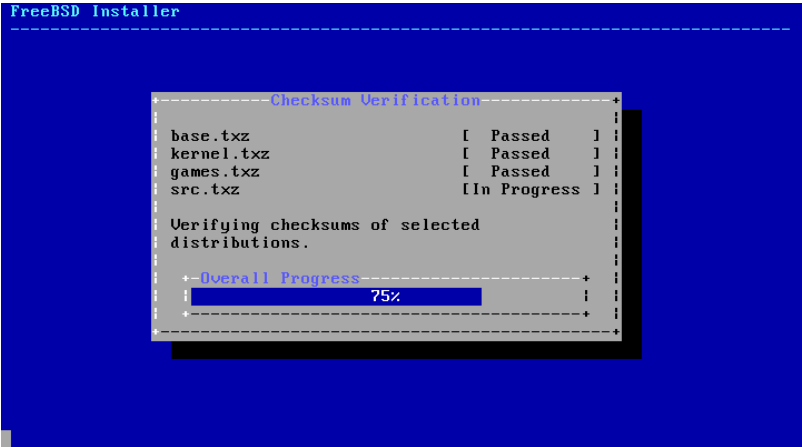 FreeBSD Installer
Checksum Verification
base.txz [ Passed ]
kernel.txz [ Passed ]
games.txz [ Passed ]
src.txz [In Progress ]
Verifying checksums of selected
distributions.
Overall Progress
75%